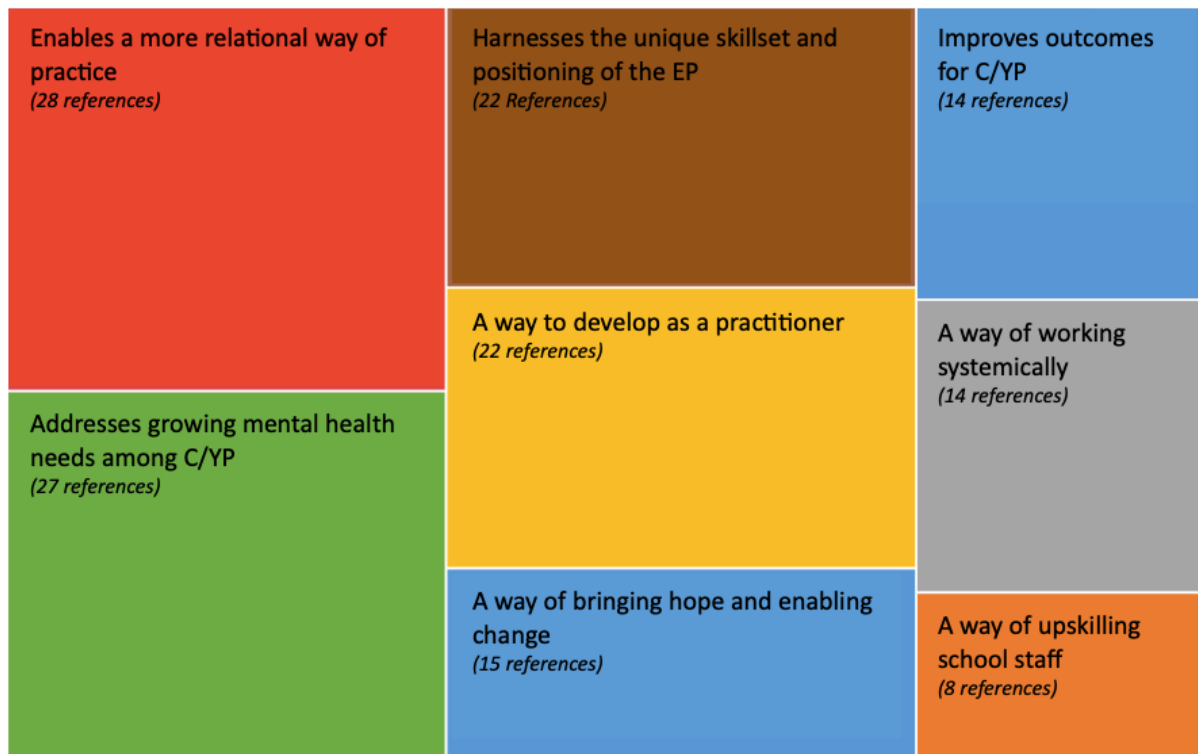 Enables a more relational way of
practice
(28 references)
Addresses growing mental health
needs among C/YP
(27 references)
Harnesses the unique skillset and
positioning of the EP
(22 References)
A way to develop as a practitioner
(22 references)
A way of bringing hope and enabling
change
(15 references)
Improves outcomes
for C/YP
(14 references)
A way of working
systemically
(14 references)
A way of upskilling
school staff
(8 references)